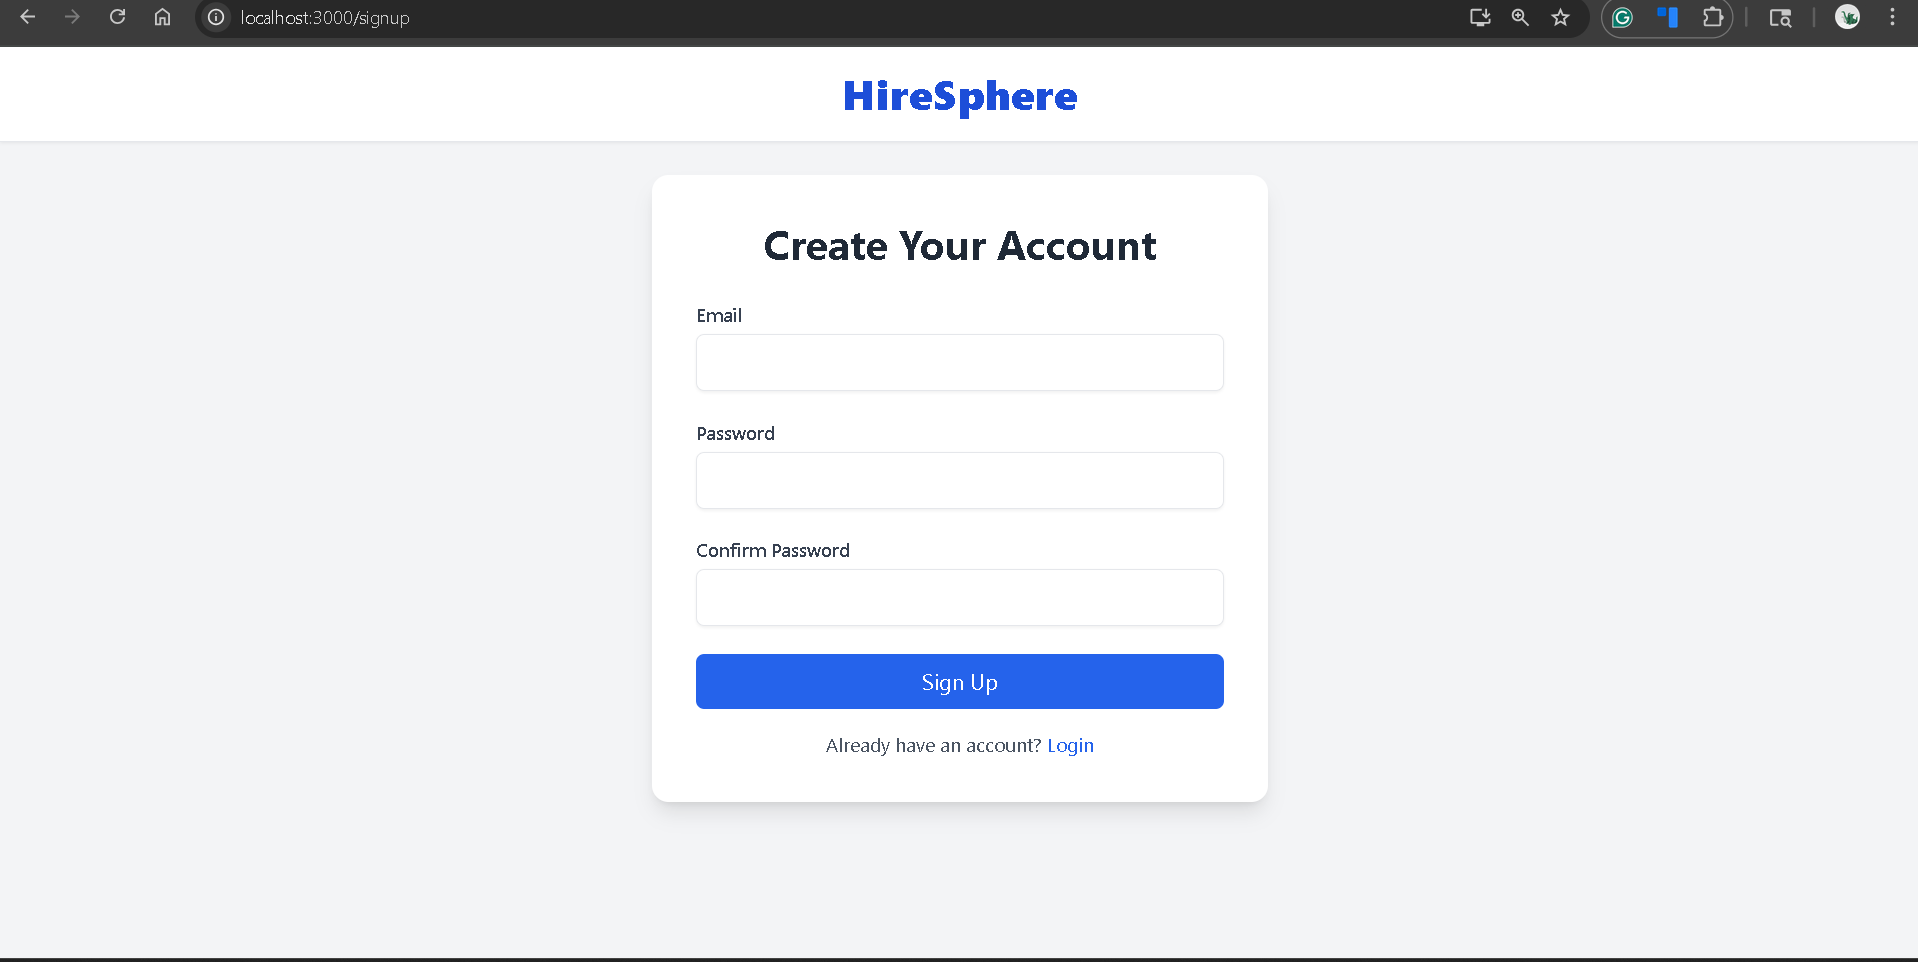 localhost:3000/signup
HireSphere
Create Your Account
Email
Password
Confirm Password
Sign Up
Already have an account? Login